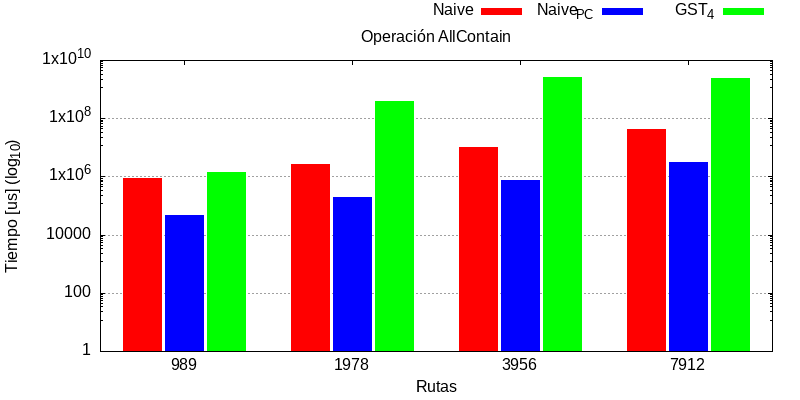 Naive Naive_PC GST_4
Operación AllContain
1x10^10
1x10^8
1x10^6
10000
100
1
Tiempo [us] (log_10)
989 1978 3956 7912
Rutas